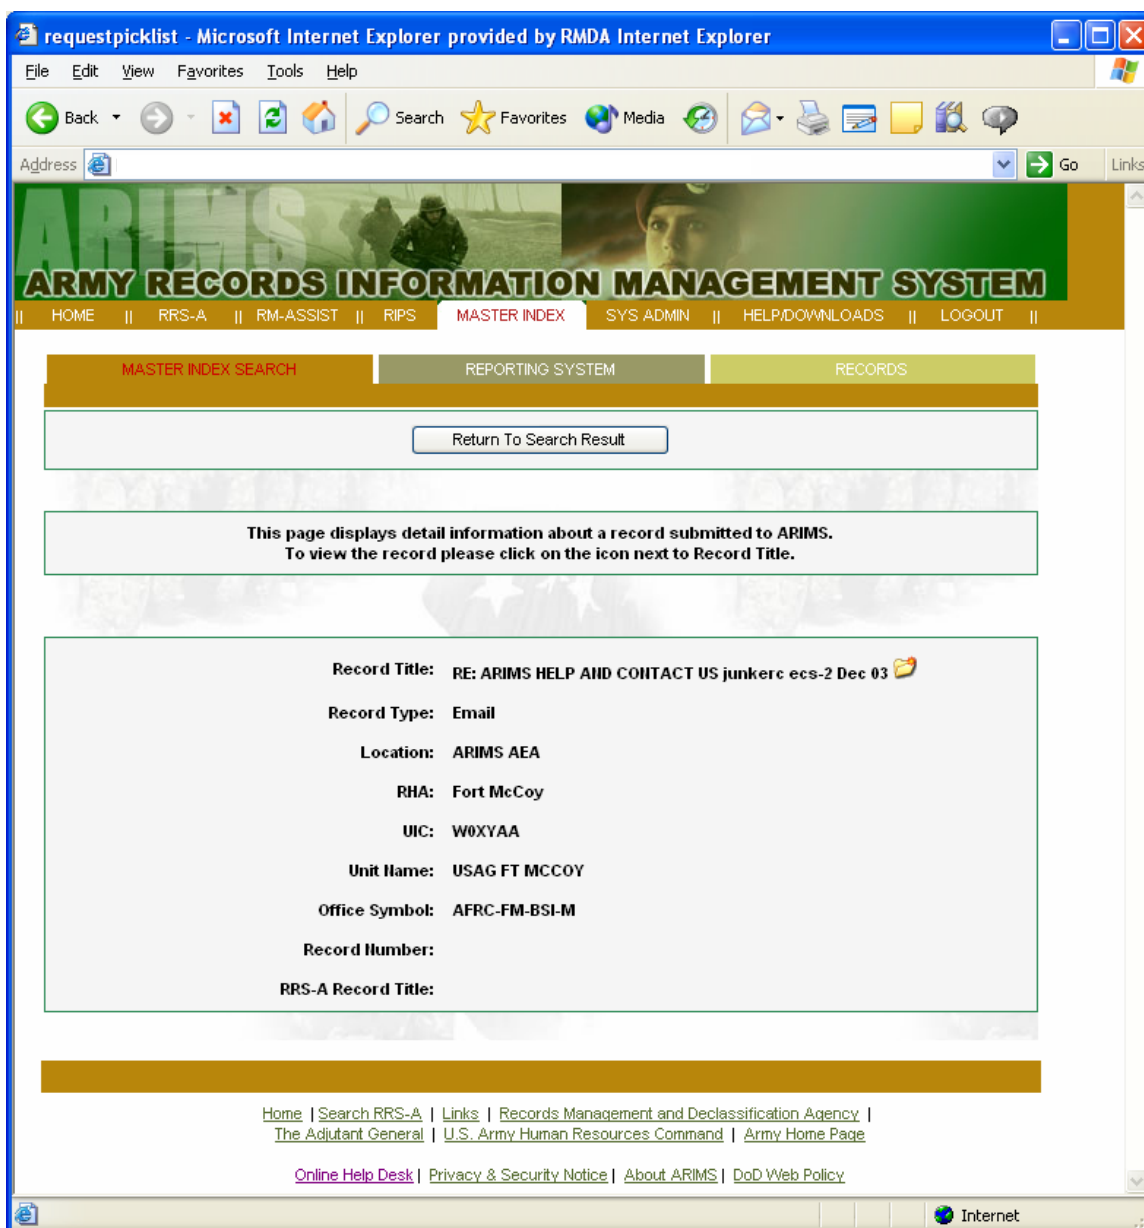 requestpicklist - Microsoft Internet Explorer provided by RMDA Internet Explorer
File Edit View Favorites Tools Help
Back Search Favorites Media
Address Go Links
ARIMS
ARMY RECORDS INFORMATION MANAGEMENT SYSTEM
|| HOME || RRS-A || RM-ASSIST || RIPS MASTER INDEX SYS ADMIN || HELP/DOWNLOADS || LOGOUT ||
MASTER INDEX SEARCH REPORTING SYSTEM RECORDS
Return To Search Result
This page displays detail information about a record submitted to ARIMS.
To view the record please click on the icon next to Record Title.
Record Title: RE: ARIMS HELP AND CONTACT US junkerc ecs-2 Dec 03
Record Type: Email
Location: ARIMS AEA
RHA: Fort McCoy
UIC: W0XYAA
Unit Name: USAG FT MCCOY
Office Symbol: AFRC-FM-BSI-M
Record Number:
RRS-A Record Title:
Home | Search RRS-A | Links | Records Management and Declassification Agency |
The Adjutant General | U.S. Army Human Resources Command | Army Home Page
Online Help Desk | Privacy & Security Notice | About ARIMS | DoD Web Policy
Internet